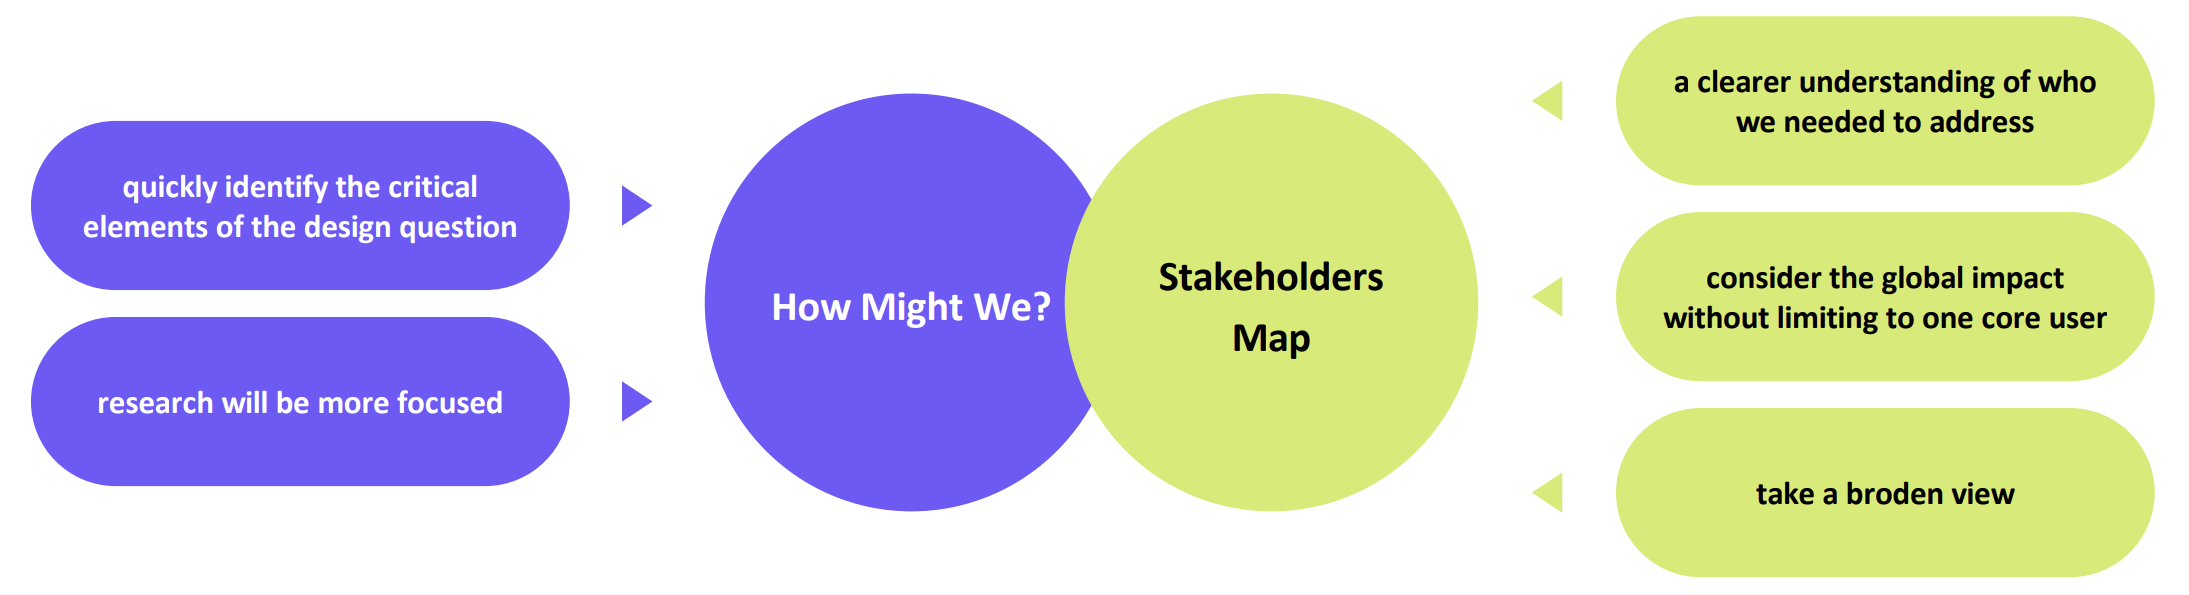 quickly identify the critical
elements of the design question
research will be more focused
How Might We?
Stakeholders
Map
a clearer understanding of who
we needed to address
consider the global impact
without limiting to one core user
take a broden view